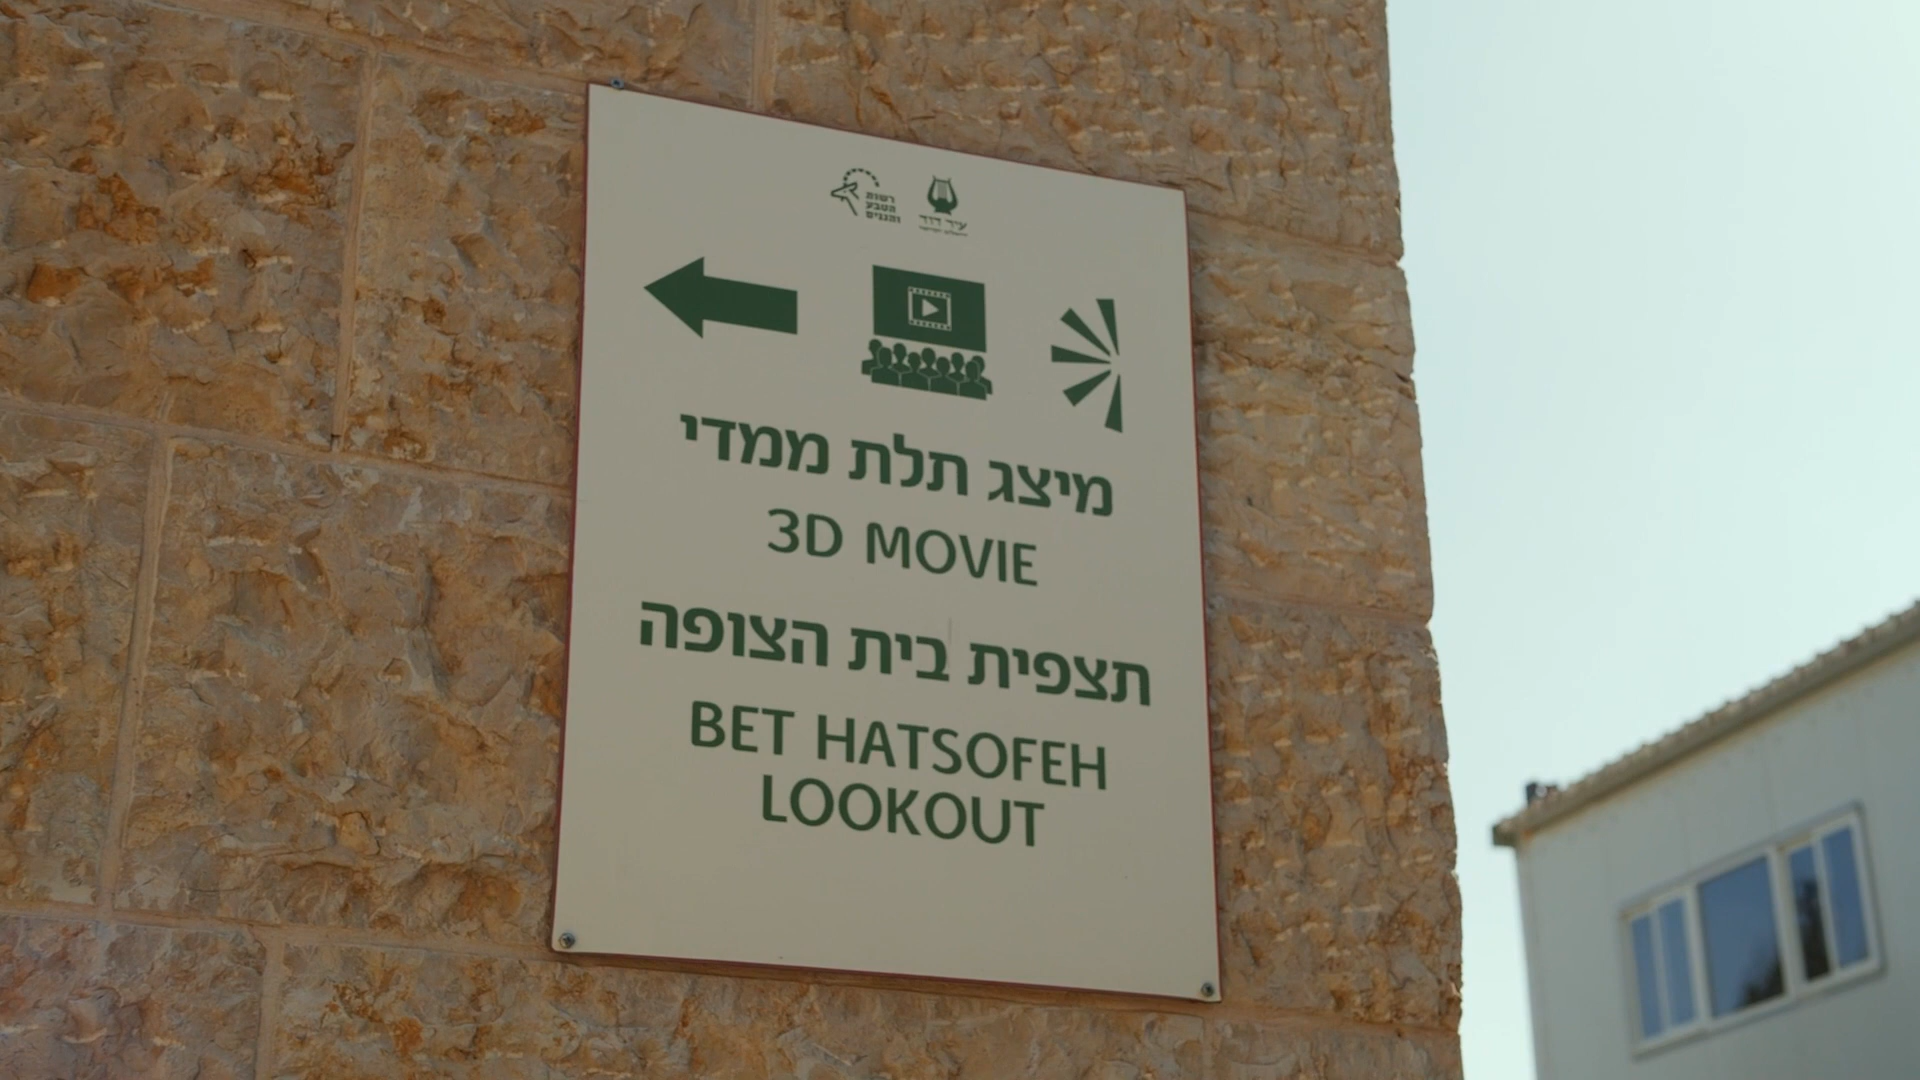 רשות
הטבע
והגנים
עיר דוד
מיצג תלת ממדי
3D MOVIE
תצפית בית הצופה
BET HATSOFEH
LOOKOUT